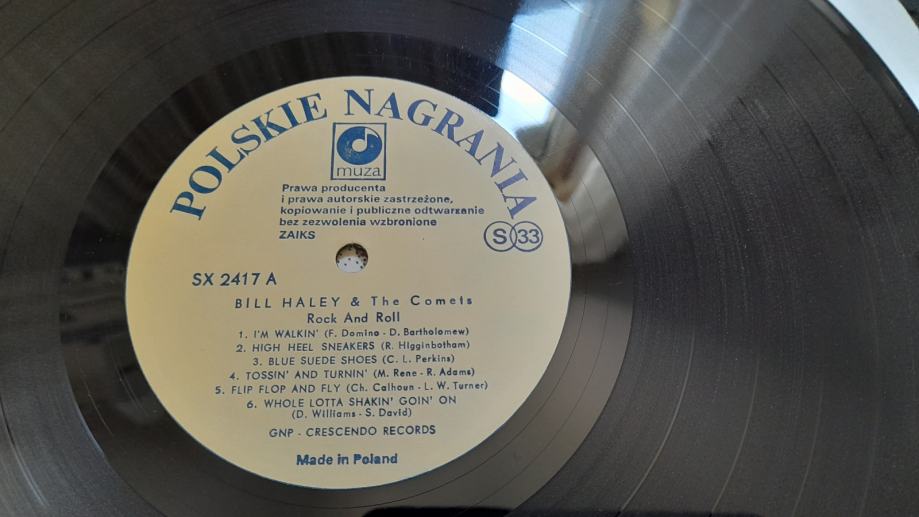 POLSKIE NAGRANIA
muza
Prawa producenta
i prawa autorskie zastrzeżone,
kopiowanie i publiczne odtwarzanie
bez zezwolenia wzbronione
ZAIKS
S 33
SX 2417 A
BILL HALEY & The Comets
Rock And Roll
1. I'M WALKIN' (F. Domino - D. Bartholomew)
2. HIGH HEEL SNEAKERS (R. Higginbotham)
3. BLUE SUEDE SHOES (C. L. Perkins)
4. TOSSIN' AND TURNIN' (M. Rene - R. Adams)
5. FLIP FLOP AND FLY (Ch. Calhoun - L. W. Turner)
6. WHOLE LOTTA SHAKIN' GOIN' ON
(D. Williams - S. David)
GNP - CRESCENDO RECORDS
Made in Poland